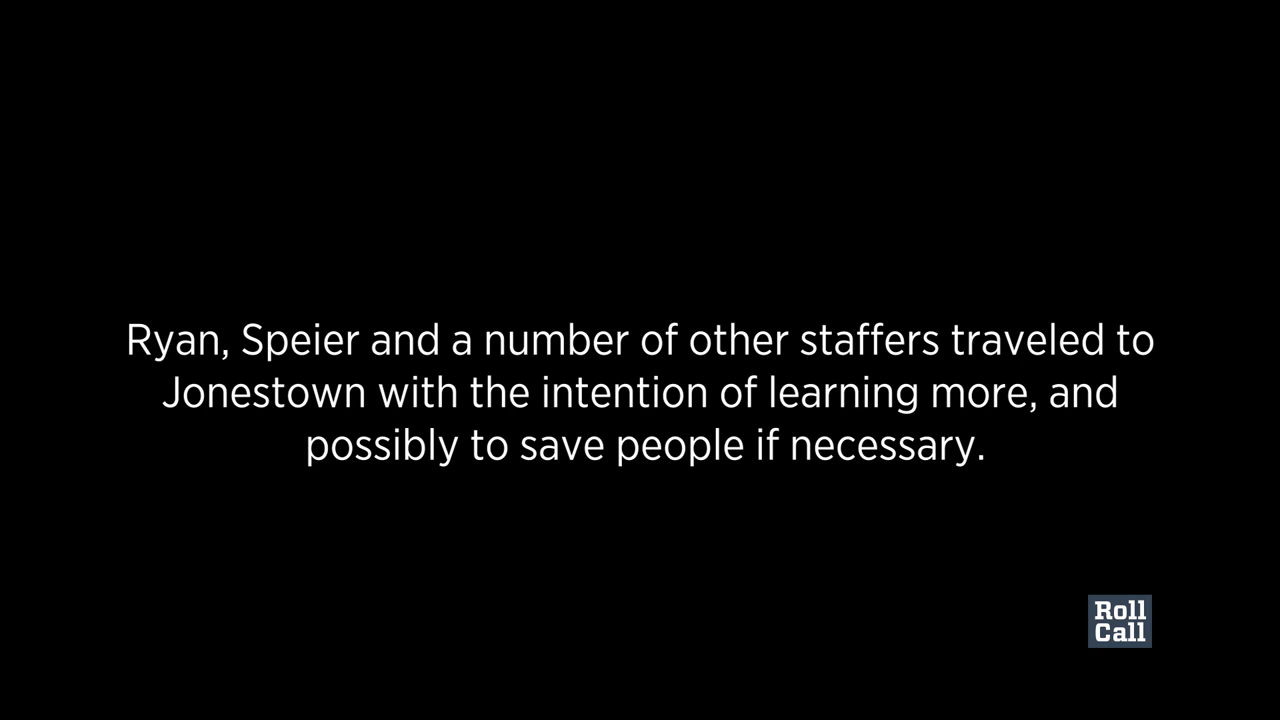 Ryan, Speier and a number of other staffers traveled to
Jonestown with the intention of learning more, and
possibly to save people if necessary.
Roll
Call